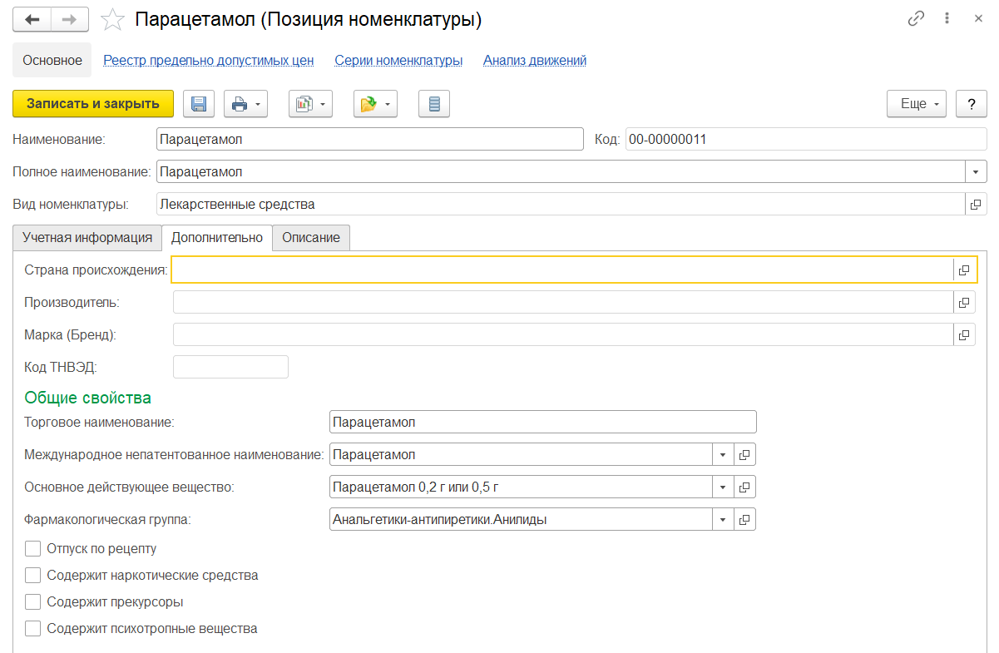 Парацетамол (Позиция номенклатуры)
Основное Реестр предельно допустимых цен Серии номенклатуры Анализ движений
Записать и закрыть Еще ?
Наименование: Парацетамол Код: 00-00000011
Полное наименование: Парацетамол
Вид номенклатуры: Лекарственные средства
Учетная информация Дополнительно Описание
Страна происхождения:
Производитель:
Марка (Бренд):
Код ТНВЭД:
Общие свойства
Торговое наименование: Парацетамол
Международное непатентованное наименование: Парацетамол
Основное действующее вещество: Парацетамол 0,2 г или 0,5 г
Фармакологическая группа: Анальгетики-антипиретики.Анипиды
Отпуск по рецепту
Содержит наркотические средства
Содержит прекурсоры
Содержит психотропные вещества